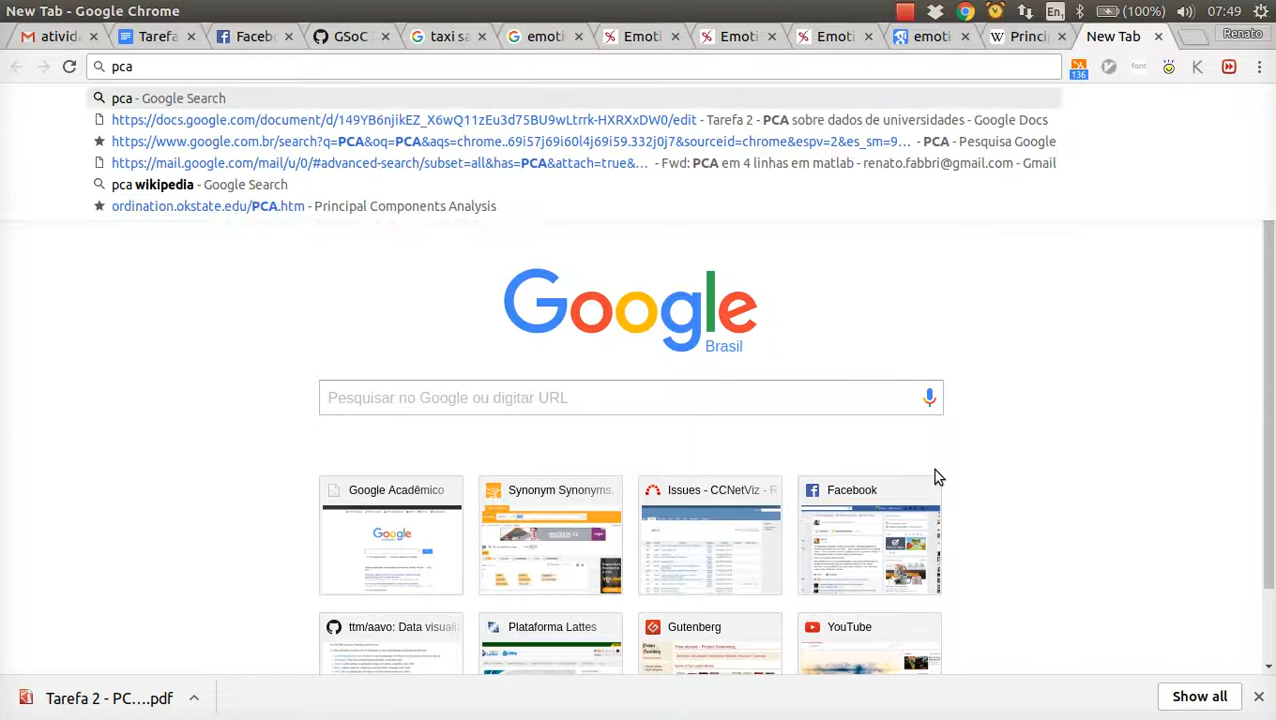 New Tab - Google Chrome
En1
(100%)
07:49
ativid
Tarefa
Faceb
GSoC
taxi sa
emoti
Emoti
Emoti
Emoti
emoti
Princi
New Tab
Renato
pca
font
K
136
pca - Google Search
https://docs.google.com/document/d/149YB6njikEZ_X6wQ11zEu3d75BU9wLtrrk-HXRXxDW0/edit - Tarefa 2 - PCA sobre dados de universidades - Google Docs
https://www.google.com.br/search?q=PCA&oq=PCA&aqs=chrome..69i57j69i60l4j69i59.332j0j7&sourceid=chrome&espv=2&es_sm=9... - PCA - Pesquisa Google
https://mail.google.com/mail/u/0/#advanced-search/subset=all&has=PCA&attach=true&... - Fwd: PCA em 4 linhas em matlab - renato.fabbri@gmail.com - Gmail
pca wikipedia - Google Search
ordination.okstate.edu/PCA.htm - Principal Components Analysis
Google
Brasil
Pesquisar no Google ou digitar URL
Google Acadêmico
Synonym Synonyms,
Issues - CCNetViz - R
Facebook
Google
ttm/aavo: Data visuali
Plataforma Lattes
Gutenberg
YouTube
Tarefa 2 - PC....pdf
Show all